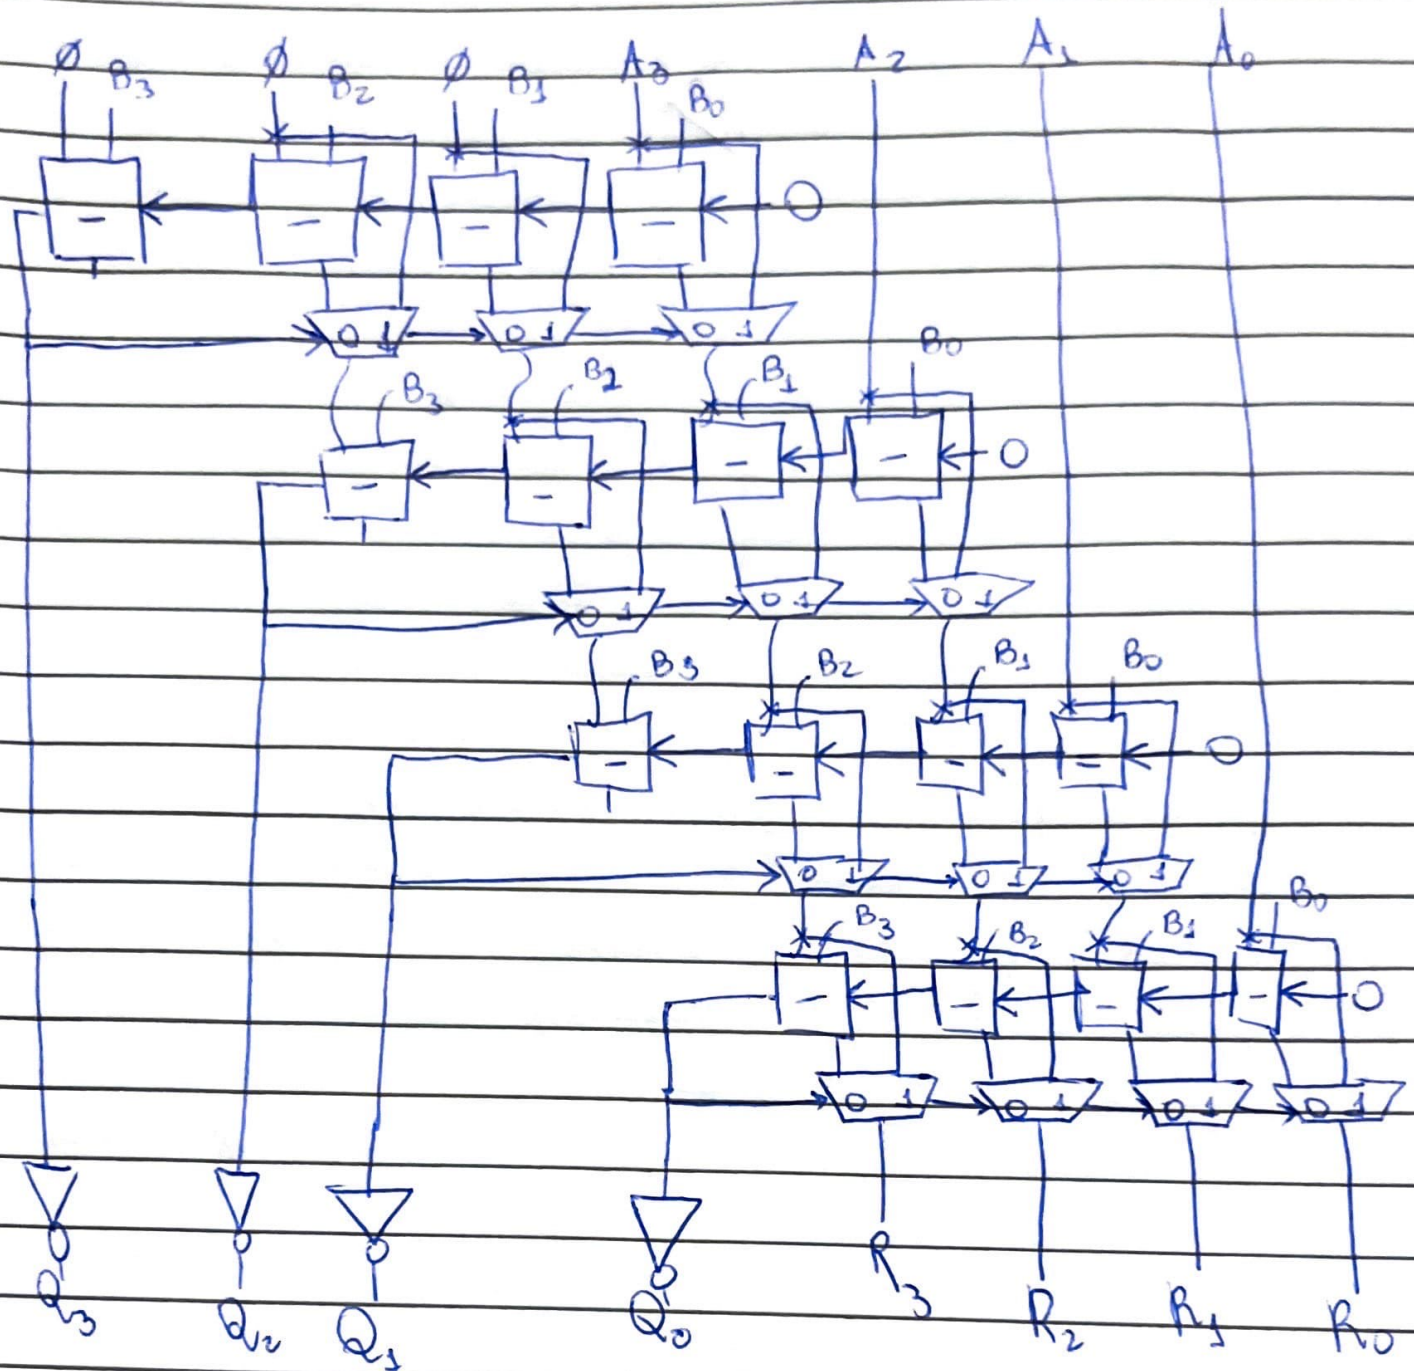 Ø B₃ Ø B₂ Ø B₁ A₃ B₀ A₂ A₁ A₀
− − − − 0
0 1 0 1 0 1
B₃ B₂ B₁ B₀
− − − − 0
0 1 0 1 0 1
B₃ B₂ B₁ B₀
− − − − 0
0 1 0 1 0 1
B₃ B₂ B₁ B₀
− − − − 0
0 1 0 1 0 1 0 1
Q₃ Q₂ Q₁ Q₀ R₃ R₂ R₁ R₀